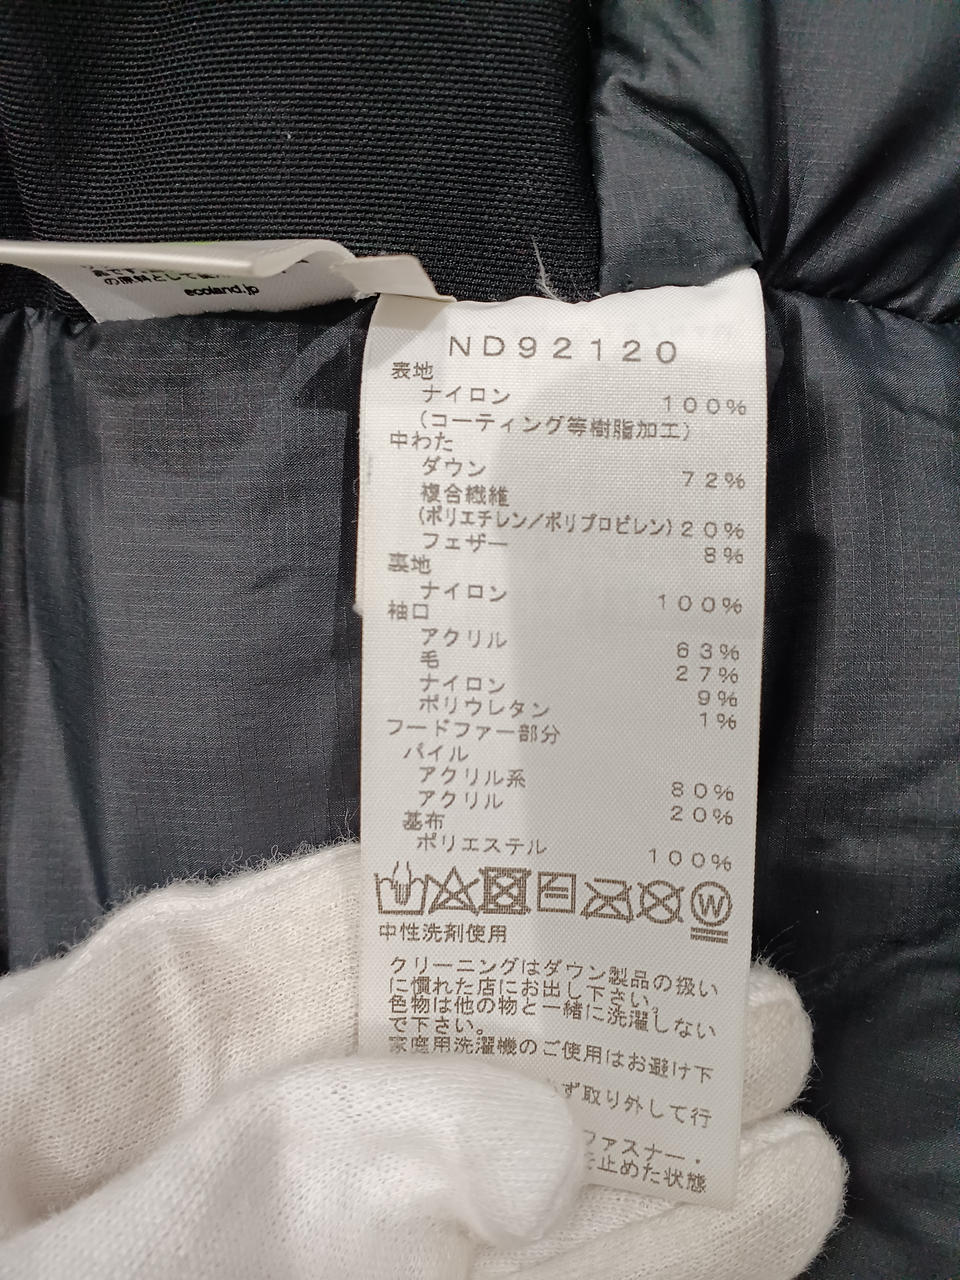 の原料として
ecoland.jp
ND92120
表地
ナイロン 100%
(コーティング等樹脂加工)
中わた
ダウン 72%
複合繊維
(ポリエチレン/ポリプロピレン) 20%
フェザー 8%
裏地
ナイロン 100%
袖口
アクリル 63%
毛 27%
ナイロン 9%
ポリウレタン 1%
フードファー部分
パイル
アクリル系 80%
アクリル 20%
基布
ポリエステル 100%
W
中性洗剤使用
クリーニングはダウン製品の扱い
に慣れた店にお出し下さい。
色物は他の物と一緒に洗濯しない
で下さい。
家庭用洗濯機のご使用はお避け下
ず取り外して行
ファスナー・
を止めた状態